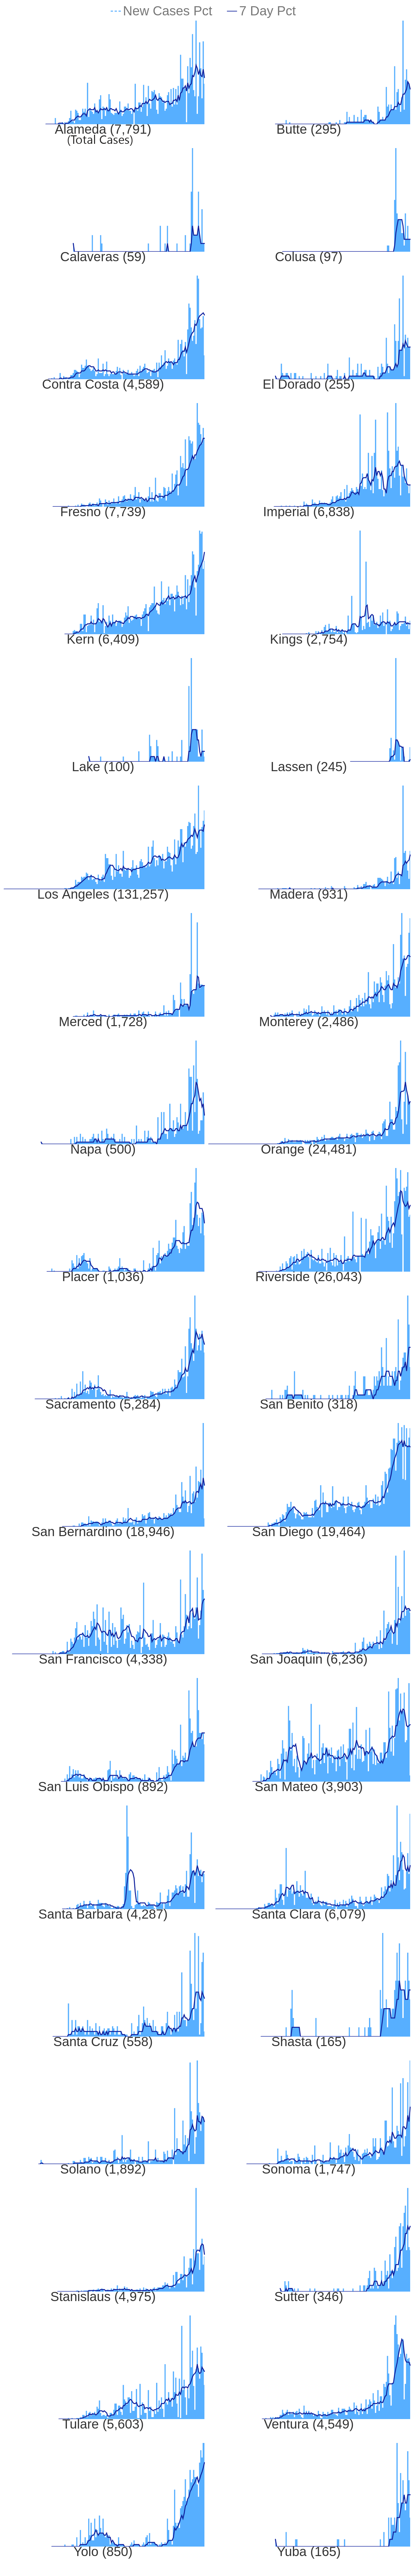 New Cases Pct 7 Day Pct
Alameda (7,791) Butte (295)
(Total Cases)
Calaveras (59) Colusa (97)
Contra Costa (4,589) El Dorado (255)
Fresno (7,739) Imperial (6,838)
Kern (6,409) Kings (2,754)
Lake (100) Lassen (245)
Los Angeles (131,257) Madera (931)
Merced (1,728) Monterey (2,486)
Napa (500) Orange (24,481)
Placer (1,036) Riverside (26,043)
Sacramento (5,284) San Benito (318)
San Bernardino (18,946) San Diego (19,464)
San Francisco (4,338) San Joaquin (6,236)
San Luis Obispo (892) San Mateo (3,903)
Santa Barbara (4,287) Santa Clara (6,079)
Santa Cruz (558) Shasta (165)
Solano (1,892) Sonoma (1,747)
Stanislaus (4,975) Sutter (346)
Tulare (5,603) Ventura (4,549)
Yolo (850) Yuba (165)